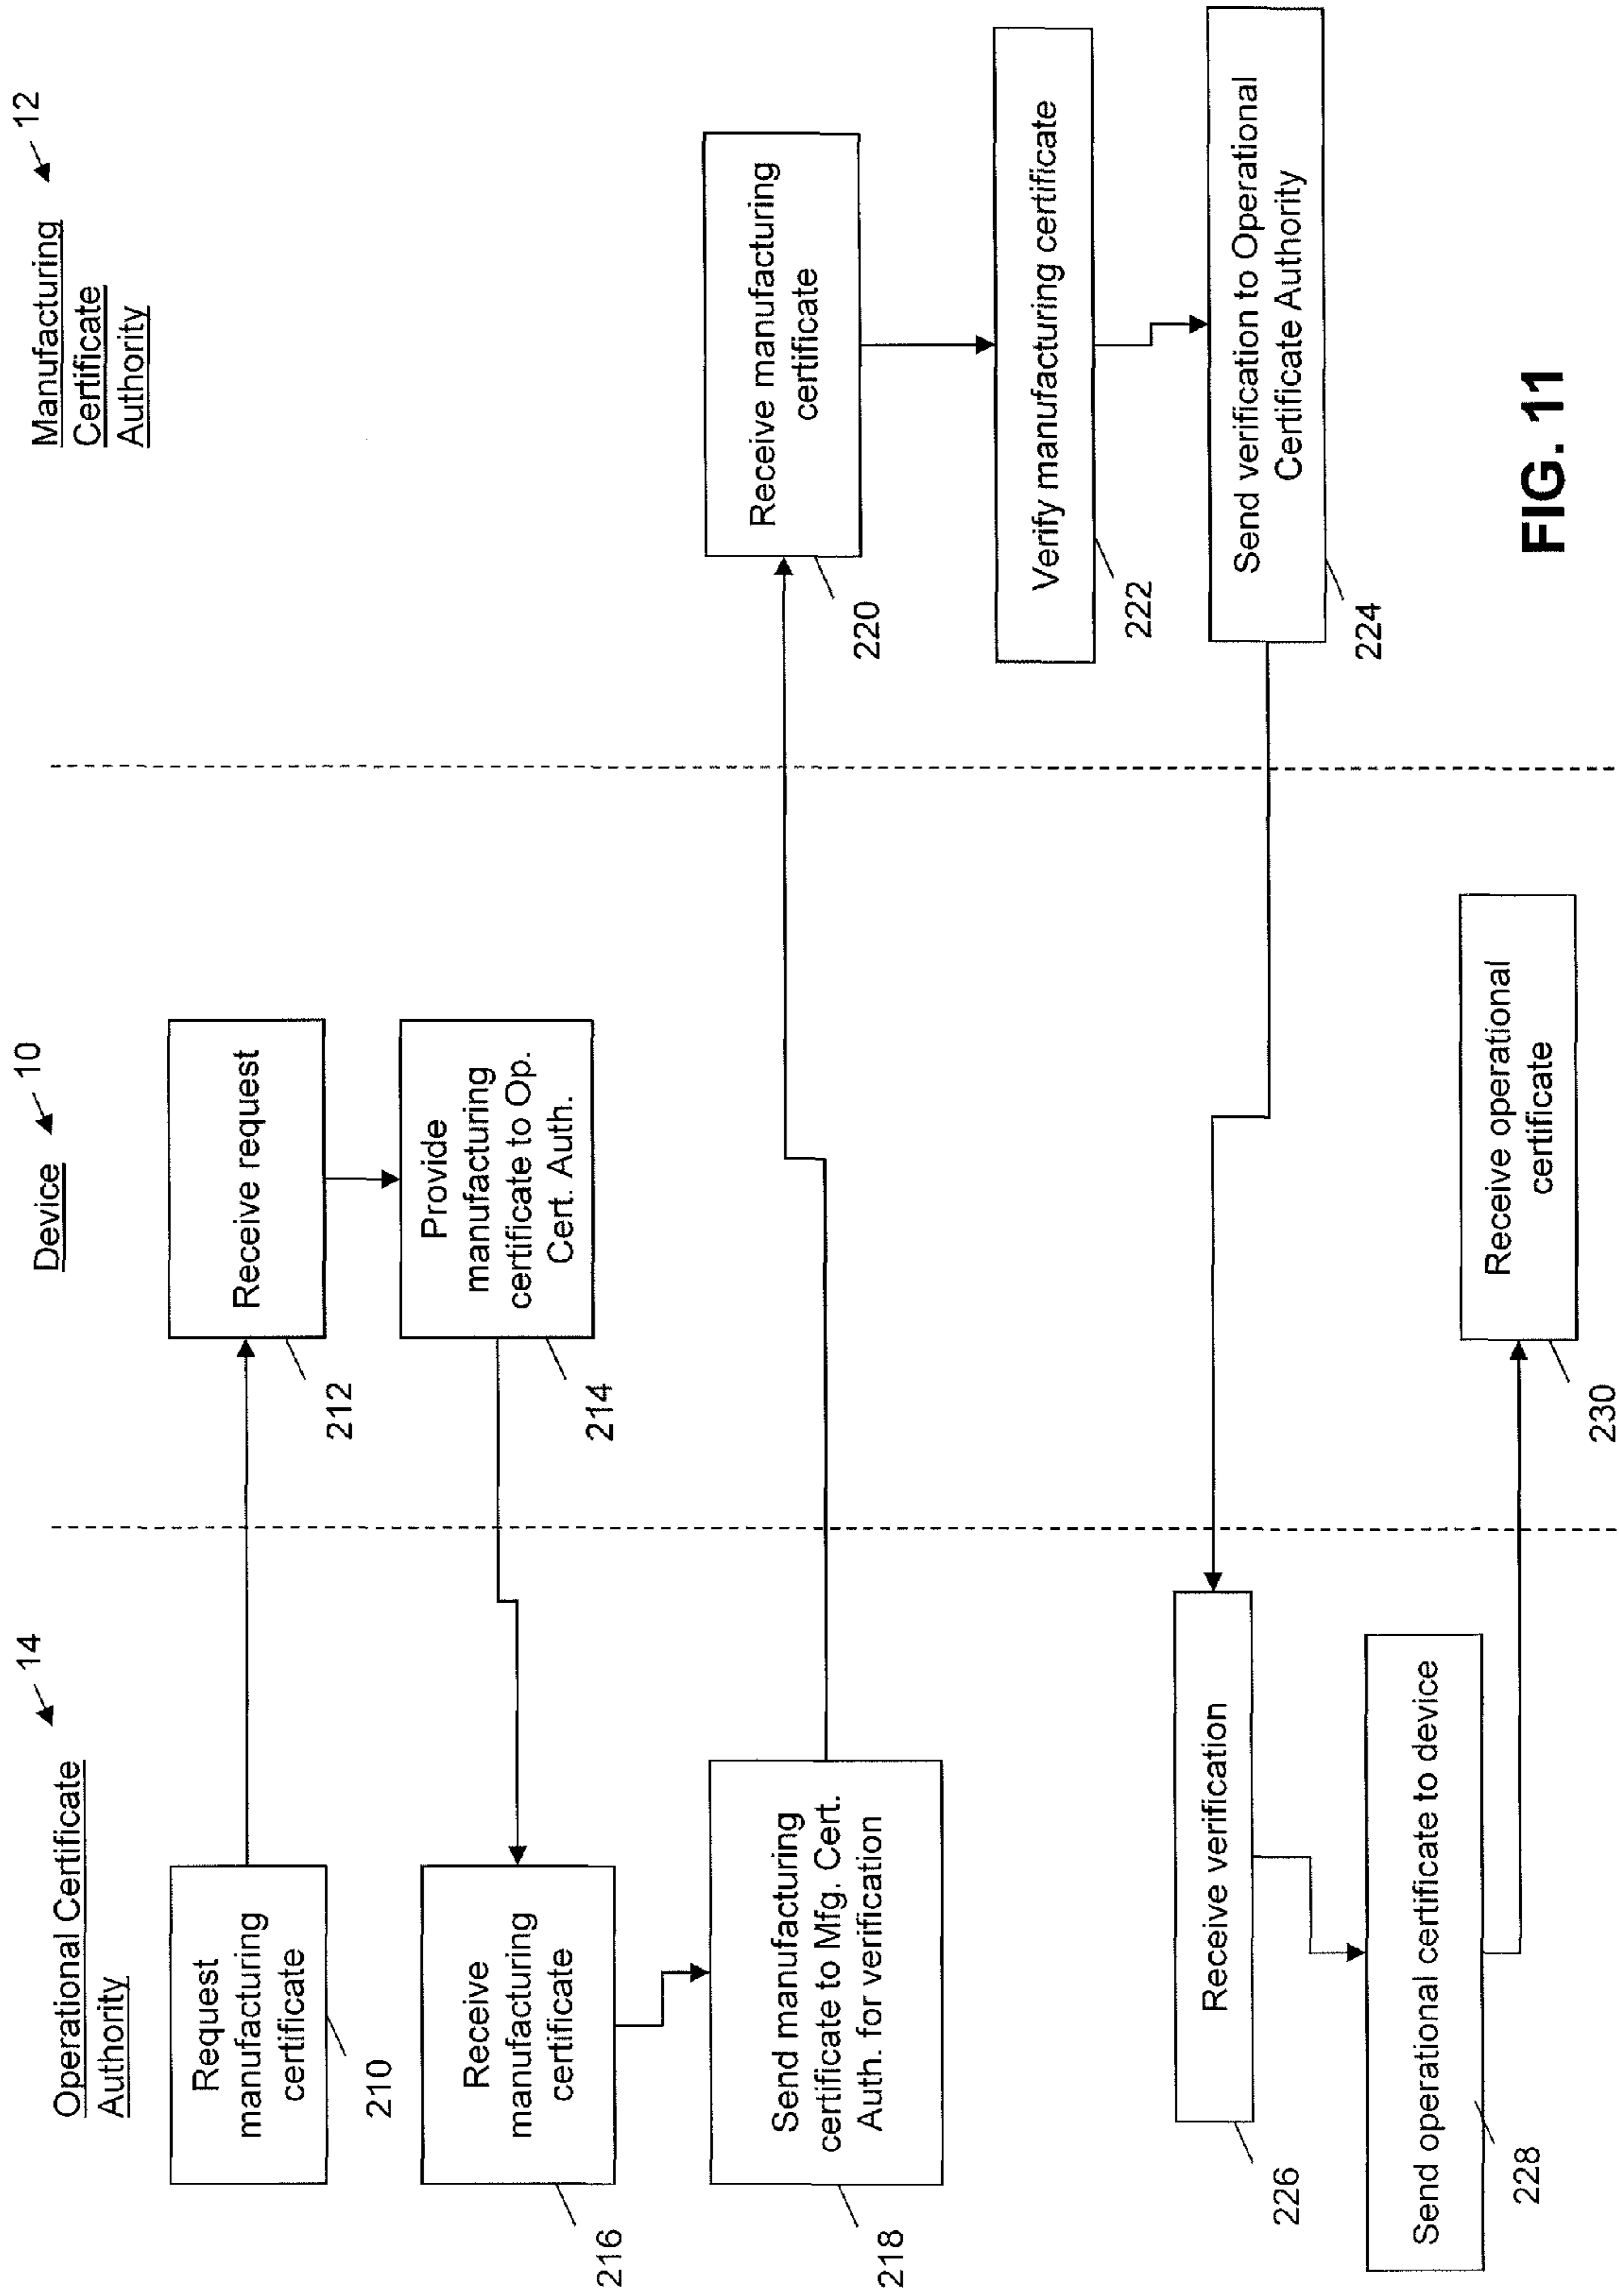 Operational Certificate
Authority
14
Device
10
Manufacturing
Certificate
Authority
12
Request
manufacturing
certificate
210
Receive request
212
Provide
manufacturing
certificate to Op.
Cert. Auth.
214
Receive
manufacturing
certificate
216
Send manufacturing
certificate to Mfg. Cert.
Auth. for verification
218
Receive manufacturing
certificate
220
Verify manufacturing certificate
222
Send verification to Operational
Certificate Authority
224
Receive verification
226
Send operational certificate to device
228
Receive operational
certificate
230
FIG. 11